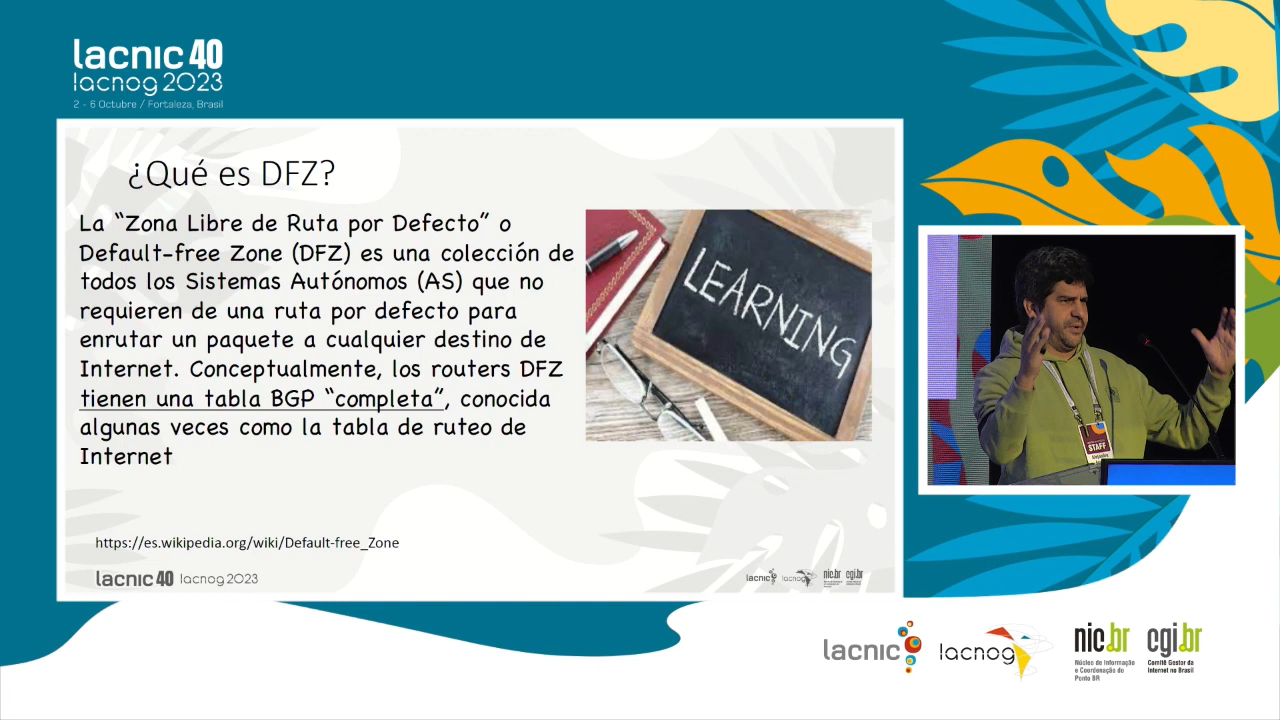 lacnic 40
lacnog 2023
2 - 6 Octubre / Fortaleza, Brasil
¿Qué es DFZ?
La “Zona Libre de Ruta por Defecto” o
Default-free Zone (DFZ) es una colección de
todos los Sistemas Autónomos (AS) que no
requieren de una ruta por defecto para
enrutar un paquete a cualquier destino de
Internet. Conceptualmente, los routers DFZ
tienen una tabla BGP “completa”, conocida
algunas veces como la tabla de ruteo de
Internet
LEARNING
https://es.wikipedia.org/wiki/Default-free_Zone
lacnic 40 lacnog 2023
lacnic lacnog nic.br cgi.br
STAFF
Alejandro
lacnic
lacnog
nic.br
Núcleo de Informação
e Coordenação do
Ponto BR
cgi.br
Comitê Gestor da
Internet no Brasil